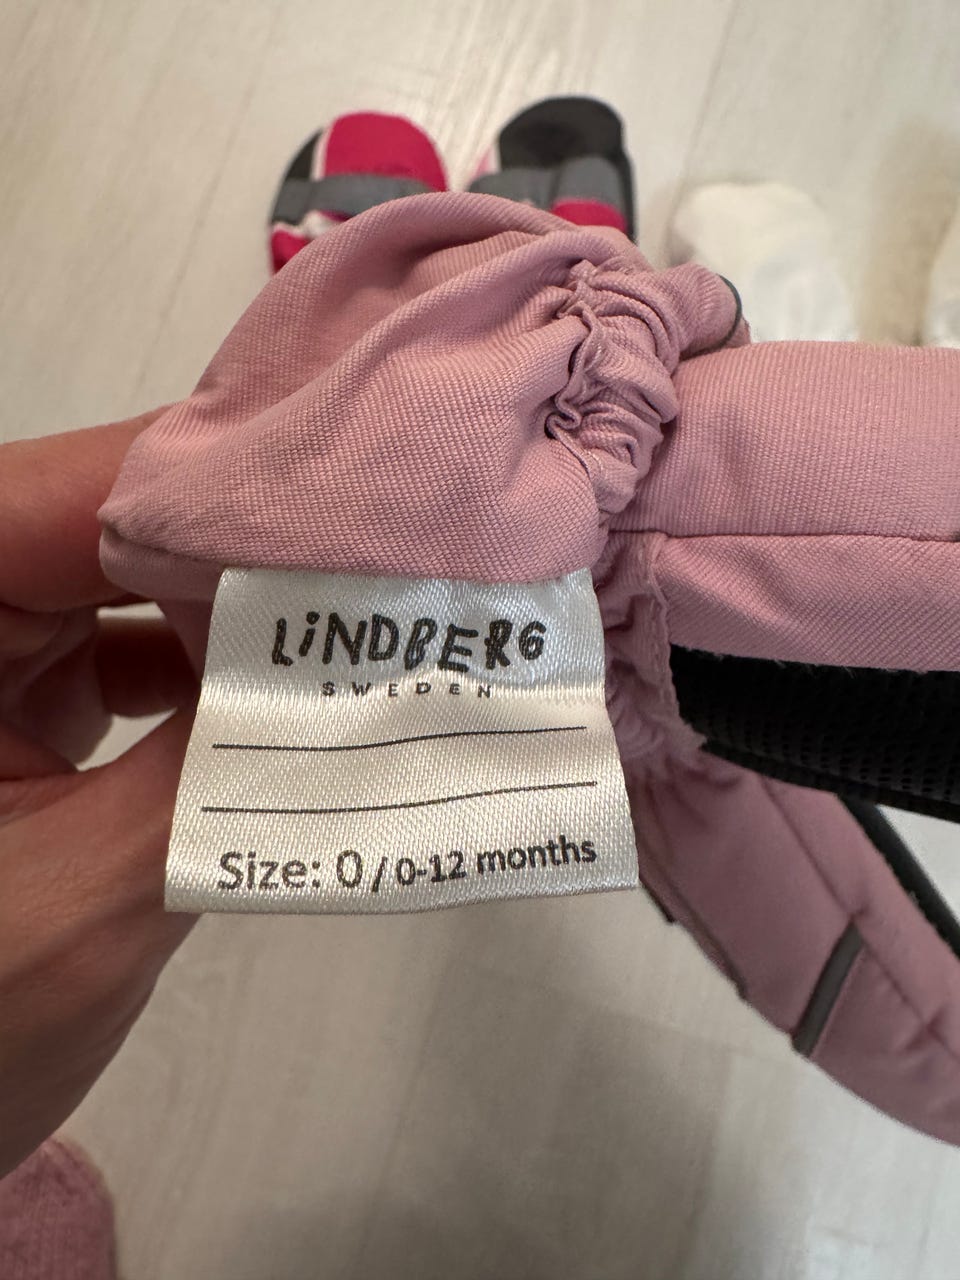 LiNDBERG
SWEDEN
Size: 0 / 0-12 months